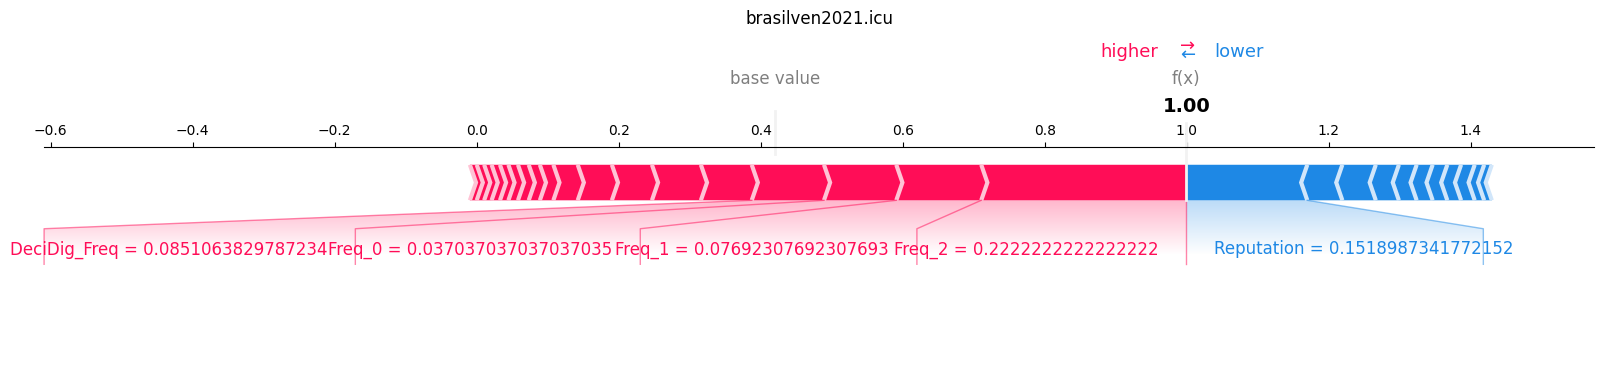 brasilven2021.icu
higher ⇄ lower
base value f(x)
1.00
−0.6 −0.4 −0.2 0.0 0.2 0.4 0.6 0.8 1.0 1.2 1.4
DeciDig_Freq = 0.0851063829787234 Freq_0 = 0.037037037037037035 Freq_1 = 0.07692307692307693 Freq_2 = 0.2222222222222222 Reputation = 0.1518987341772152